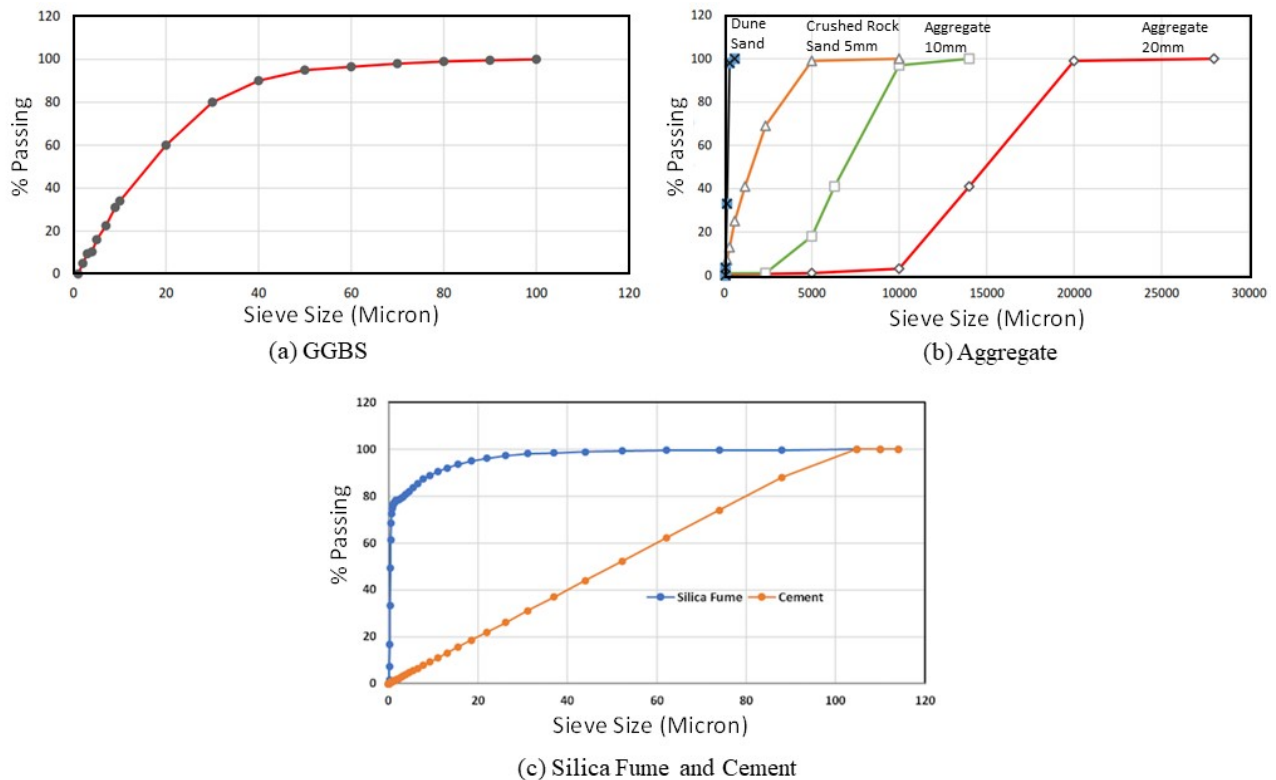 120
100
80
60
40
20
0
% Passing
0 20 40 60 80 100 120
Sieve Size (Micron)
(a) GGBS
120
100
80
60
40
20
0
% Passing
Dune
Sand
Crushed Rock
Sand 5mm
Aggregate
10mm
Aggregate
20mm
0 5000 10000 15000 20000 25000 30000
Sieve Size (Micron)
(b) Aggregate
120
100
80
60
40
20
0
% Passing
Silica Fume Cement
0 20 40 60 80 100 120
Sieve Size (Micron)
(c) Silica Fume and Cement